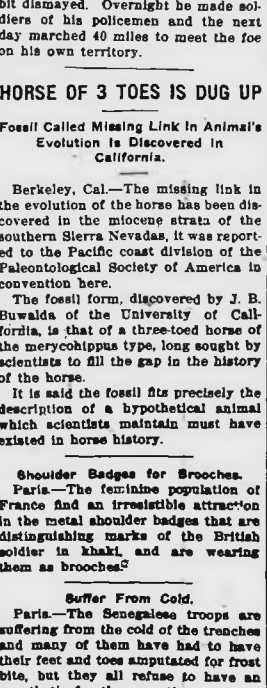 bit dismayed. Overnight he made sol-
diers of his policemen and the next
day marched 40 miles to meet the foe
on his own territory.
HORSE OF 3 TOES IS DUG UP
Fossil Called Missing Link In Animal's
Evolution Is Discovered In
California.
Berkeley, Cal.—The missing link in
the evolution of the horse has been dis-
covered in the miocene strata of the
southern Sierra Nevadas, it was report-
ed to the Pacific coast division of the
Paleontological Society of America in
convention here.
The fossil form, discovered by J. B.
Buwalda of the University of Cali-
fornia, is that of a three-toed horse of
the merycohippus type, long sought by
scientists to fill the gap in the history
of the horse.
It is said the fossil fits precisely the
description of a hypothetical animal
which scientists maintain must have
existed in horse history.
Shoulder Badges for Brooches.
Paris.—The feminine population of
France find an irresistible attraction
in the metal shoulder badges that are
distinguishing marks of the British
soldier in khaki, and are wearing
them as brooches.
Suffer From Cold.
Paris.—The Senegalese troops are
suffering from the cold of the trenches
and many of them have had to have
their feet and toes amputated for frost
bite, but they all refuse to have an